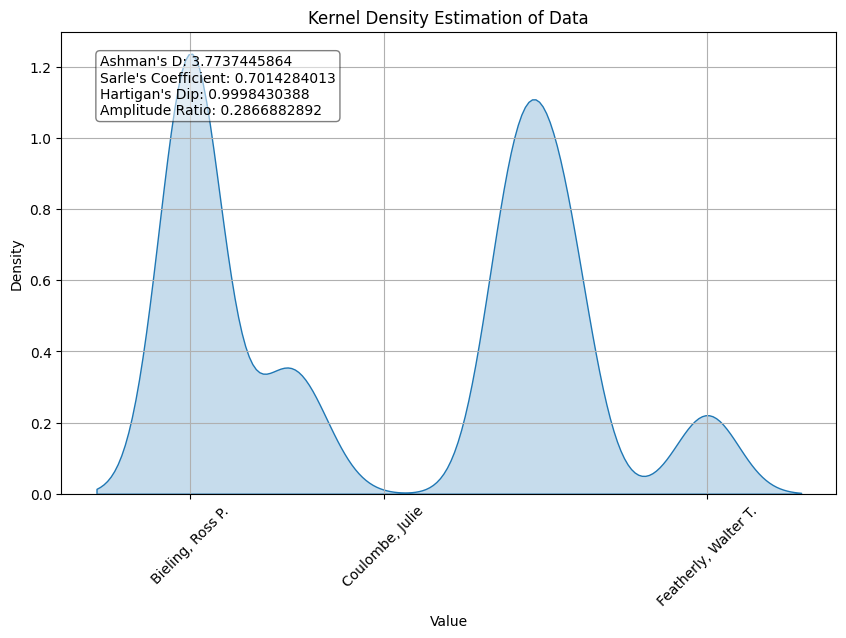 Kernel Density Estimation of Data
Ashman's D: 3.7737445864
Sarle's Coefficient: 0.7014284013
Hartigan's Dip: 0.9998430388
Amplitude Ratio: 0.2866882892
Density
1.2
1.0
0.8
0.6
0.4
0.2
0.0
Bieling, Ross P.
Coulombe, Julie
Featherly, Walter T.
Value